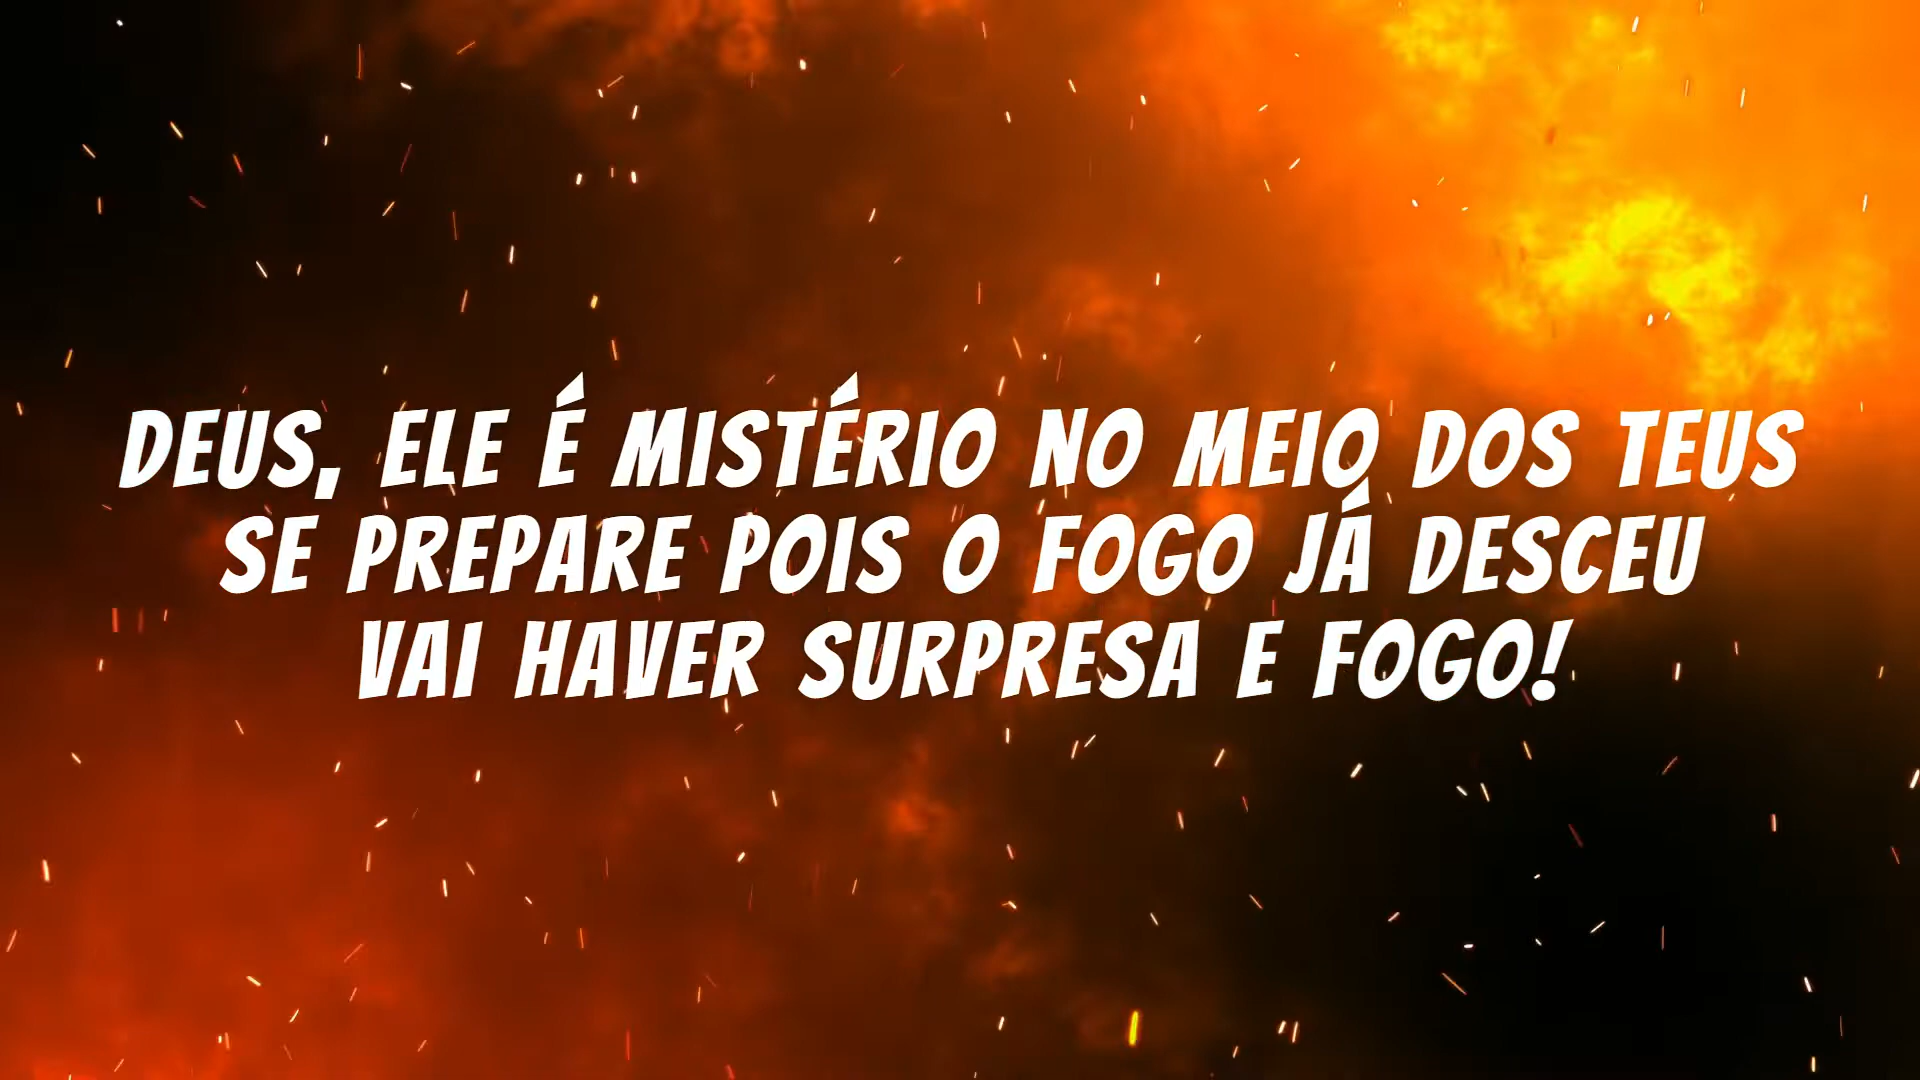 DEUS, ELE É MISTÉRIO NO MEIO DOS TEUS
SE PREPARE POIS O FOGO JÁ DESCEU
VAI HAVER SURPRESA E FOGO!